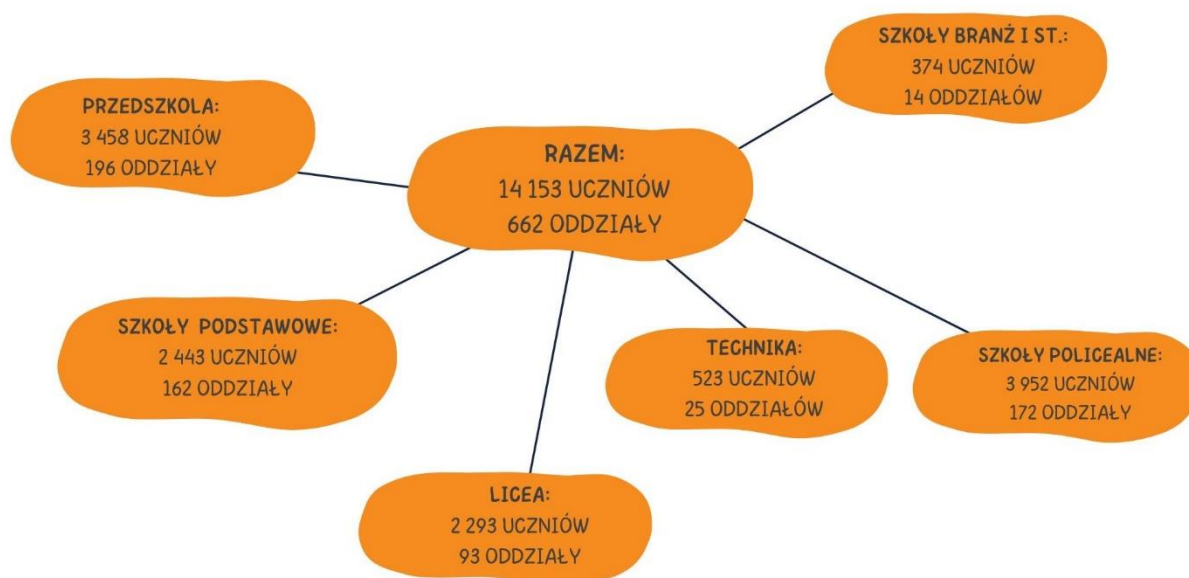 SZKOŁY BRANŻ I ST.:
374 UCZNIÓW
14 ODDZIAŁÓW
PRZEDSZKOLA:
3 458 UCZNIÓW
196 ODDZIAŁY
RAZEM:
14 153 UCZNIÓW
662 ODDZIAŁY
SZKOŁY PODSTAWOWE:
2 443 UCZNIÓW
162 ODDZIAŁY
TECHNIKA:
523 UCZNIÓW
25 ODDZIAŁÓW
SZKOŁY POLICEALNE:
3 952 UCZNIÓW
172 ODDZIAŁY
LICEA:
2 293 UCZNIÓW
93 ODDZIAŁY